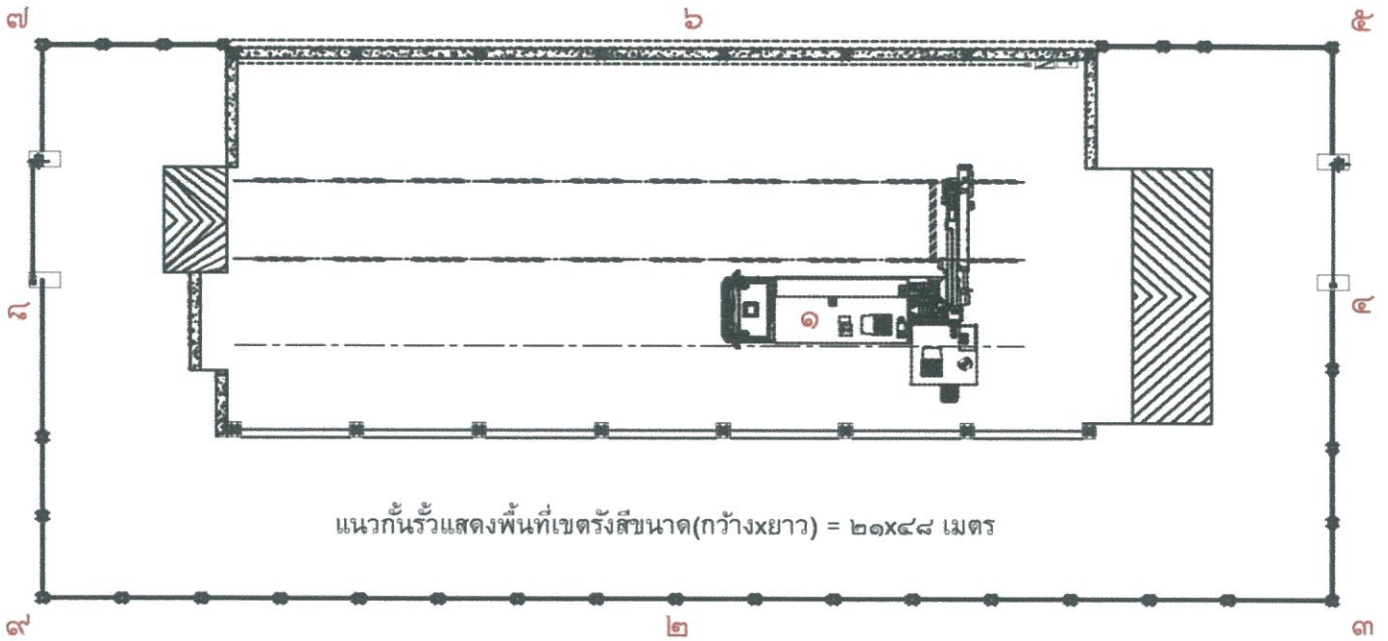 ๗ ๖ ๕
๘ ๔
๑
แนวกั้นรั้วแสดงพื้นที่เขตรังสีขนาด(กว้างxยาว) = ๒๑x๔๘ เมตร
๙ ๒ ๓